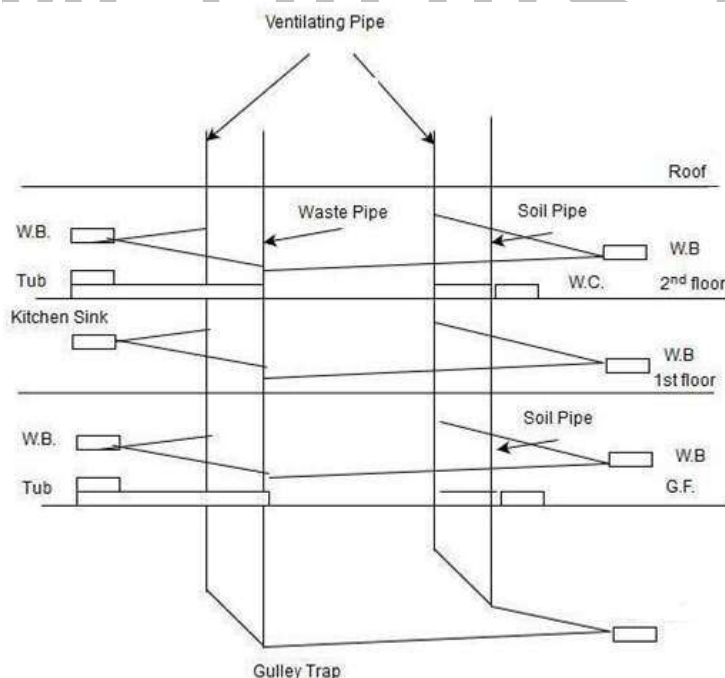 Ventilating Pipe
Roof
W.B.
Waste Pipe
Soil Pipe
W.B
Tub
W.C.
2nd floor
Kitchen Sink
W.B
1st floor
W.B.
Soil Pipe
W.B
Tub
G.F.
Gulley Trap